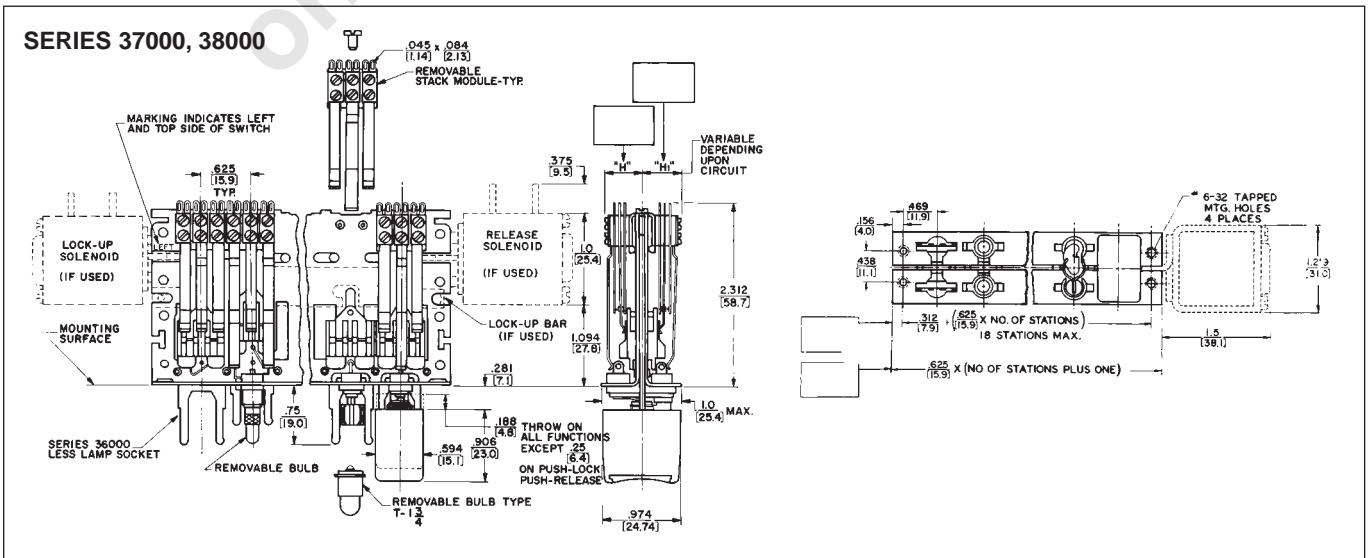 SERIES 37000, 38000
.045 x .084
[1.14] [2.13]
REMOVABLE
STACK MODULE-TYP.
MARKING INDICATES LEFT
AND TOP SIDE OF SWITCH
.625
[15.9]
TYP.
.375
[9.5]
"H"
"H1"
VARIABLE
DEPENDING
UPON
CIRCUIT
LEFT
LOCK-UP
SOLENOID
(IF USED)
RELEASE
SOLENOID
(IF USED)
1.0
[25.4]
2.312
[58.7]
LOCK-UP BAR
(IF USED)
1.094
[27.8]
MOUNTING
SURFACE
.281
[7.1]
.75
[19.0]
SERIES 36000
LESS LAMP SOCKET
REMOVABLE BULB
.188
[4.8]
THROW ON
ALL FUNCTIONS
EXCEPT .25
[6.4]
ON PUSH-LOCK
PUSH-RELEASE
.594
[15.1]
.906
[23.0]
REMOVABLE BULB TYPE
T-1 3/4
1.0
[25.4]
MAX.
.974
[24.74]
.469
[11.9]
.156
[4.0]
.438
[11.1]
# 6-32 TAPPED
MTG. HOLES
4 PLACES
[31.0]
.312
[7.9]
+ (.625 X NO. OF STATIONS)
[15.9]
18 STATIONS MAX.
1.5
[38.1]
.625
[15.9]
X (NO OF STATIONS PLUS ONE)